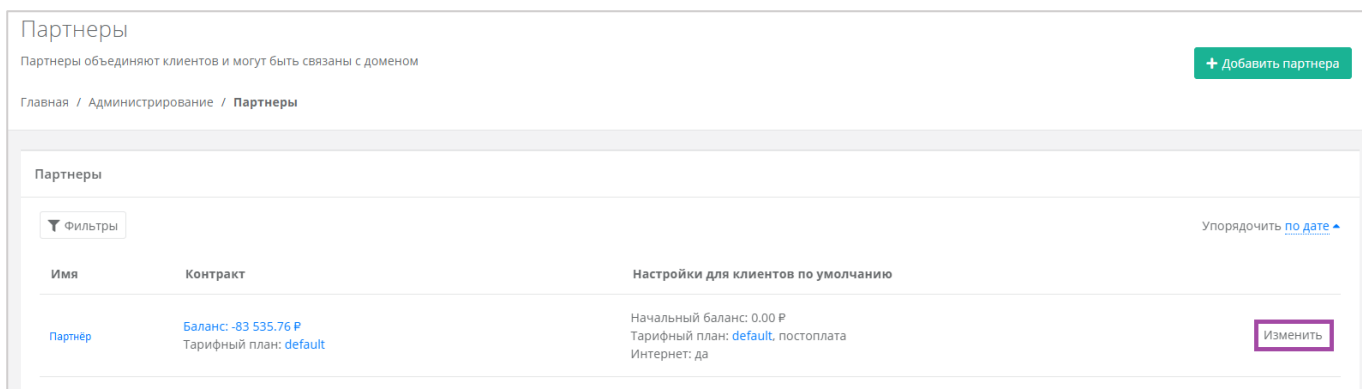 Партнеры
Партнеры объединяют клиентов и могут быть связаны с доменом
+ Добавить партнера
Главная / Администрирование / Партнеры
Партнеры
Фильтры
Упорядочить по дате
Имя Контракт Настройки для клиентов по умолчанию
Партнёр
Баланс: -83 535.76 ₽
Тарифный план: default
Начальный баланс: 0.00 ₽
Тарифный план: default, постоплата
Интернет: да
Изменить